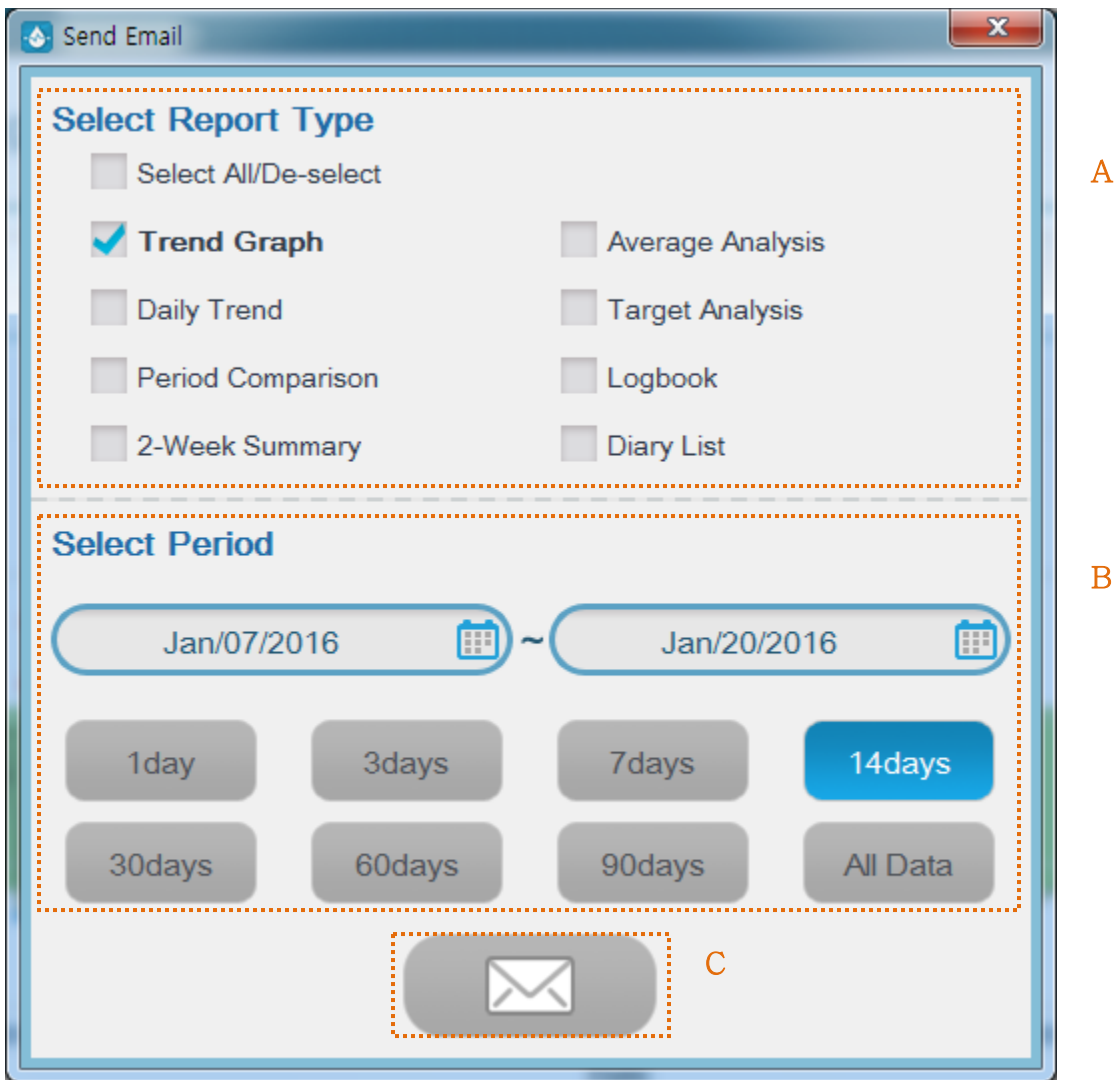 Send Email
Select Report Type
A
Select All/De-select
Trend Graph
Average Analysis
Daily Trend
Target Analysis
Period Comparison
Logbook
2-Week Summary
Diary List
Select Period
B
Jan/07/2016 ~ Jan/20/2016
1day 3days 7days 14days
30days 60days 90days All Data
C